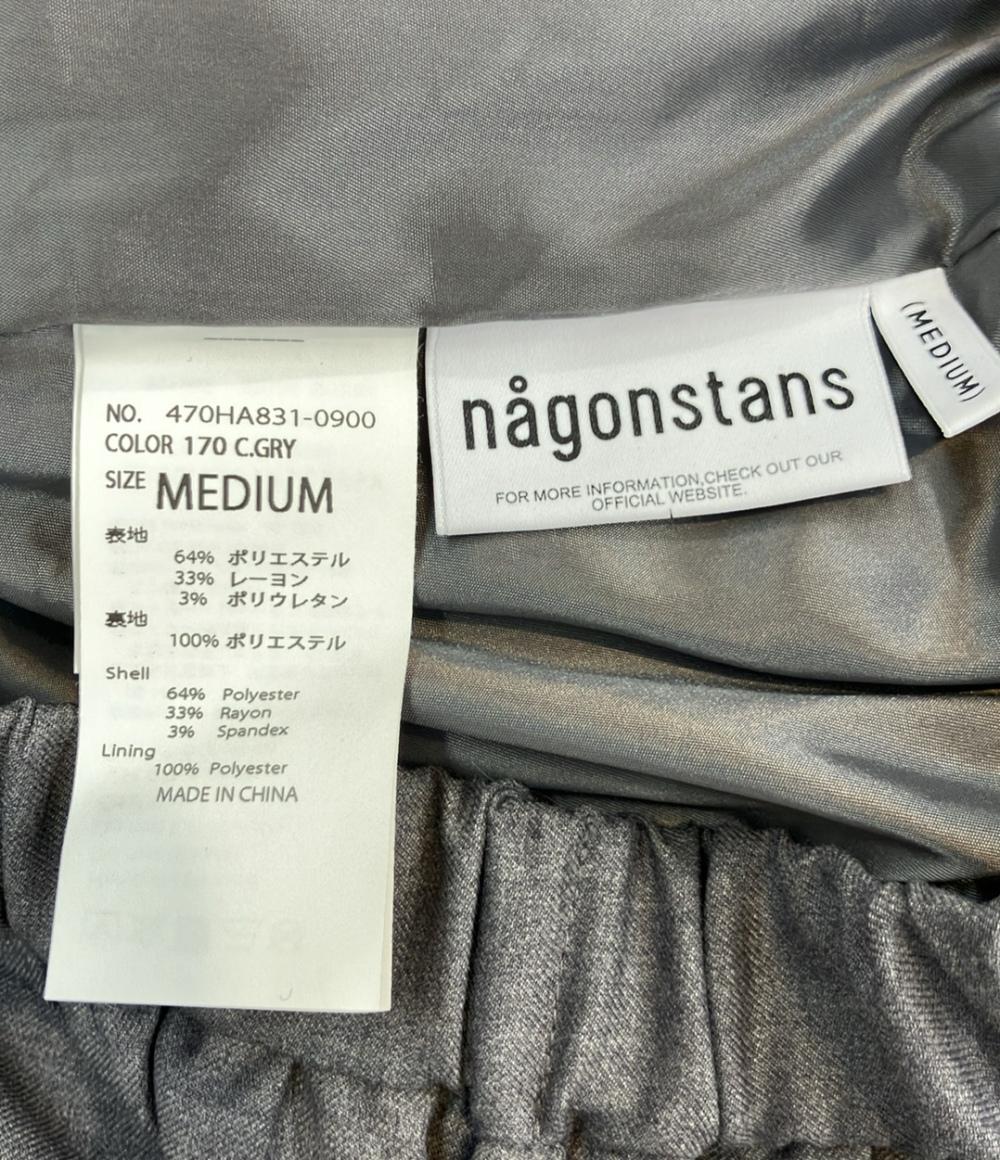 NO. 470HA831-0900
COLOR 170 C.GRY
SIZE MEDIUM
表地
64% ポリエステル
33% レーヨン
3% ポリウレタン
裏地
100% ポリエステル
Shell
64% Polyester
33% Rayon
3% Spandex
Lining
100% Polyester
MADE IN CHINA
någonstans
FOR MORE INFORMATION,CHECK OUT OUR
OFFICIAL WEBSITE.
(MEDIUM)